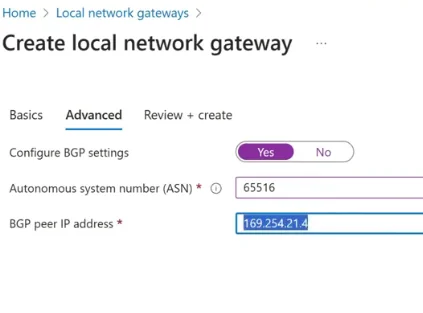 Home > Local network gateways >
Create local network gateway ...
Basics Advanced Review + create
Configure BGP settings Yes No
Autonomous system number (ASN) * 65516
BGP peer IP address * 169.254.21.4